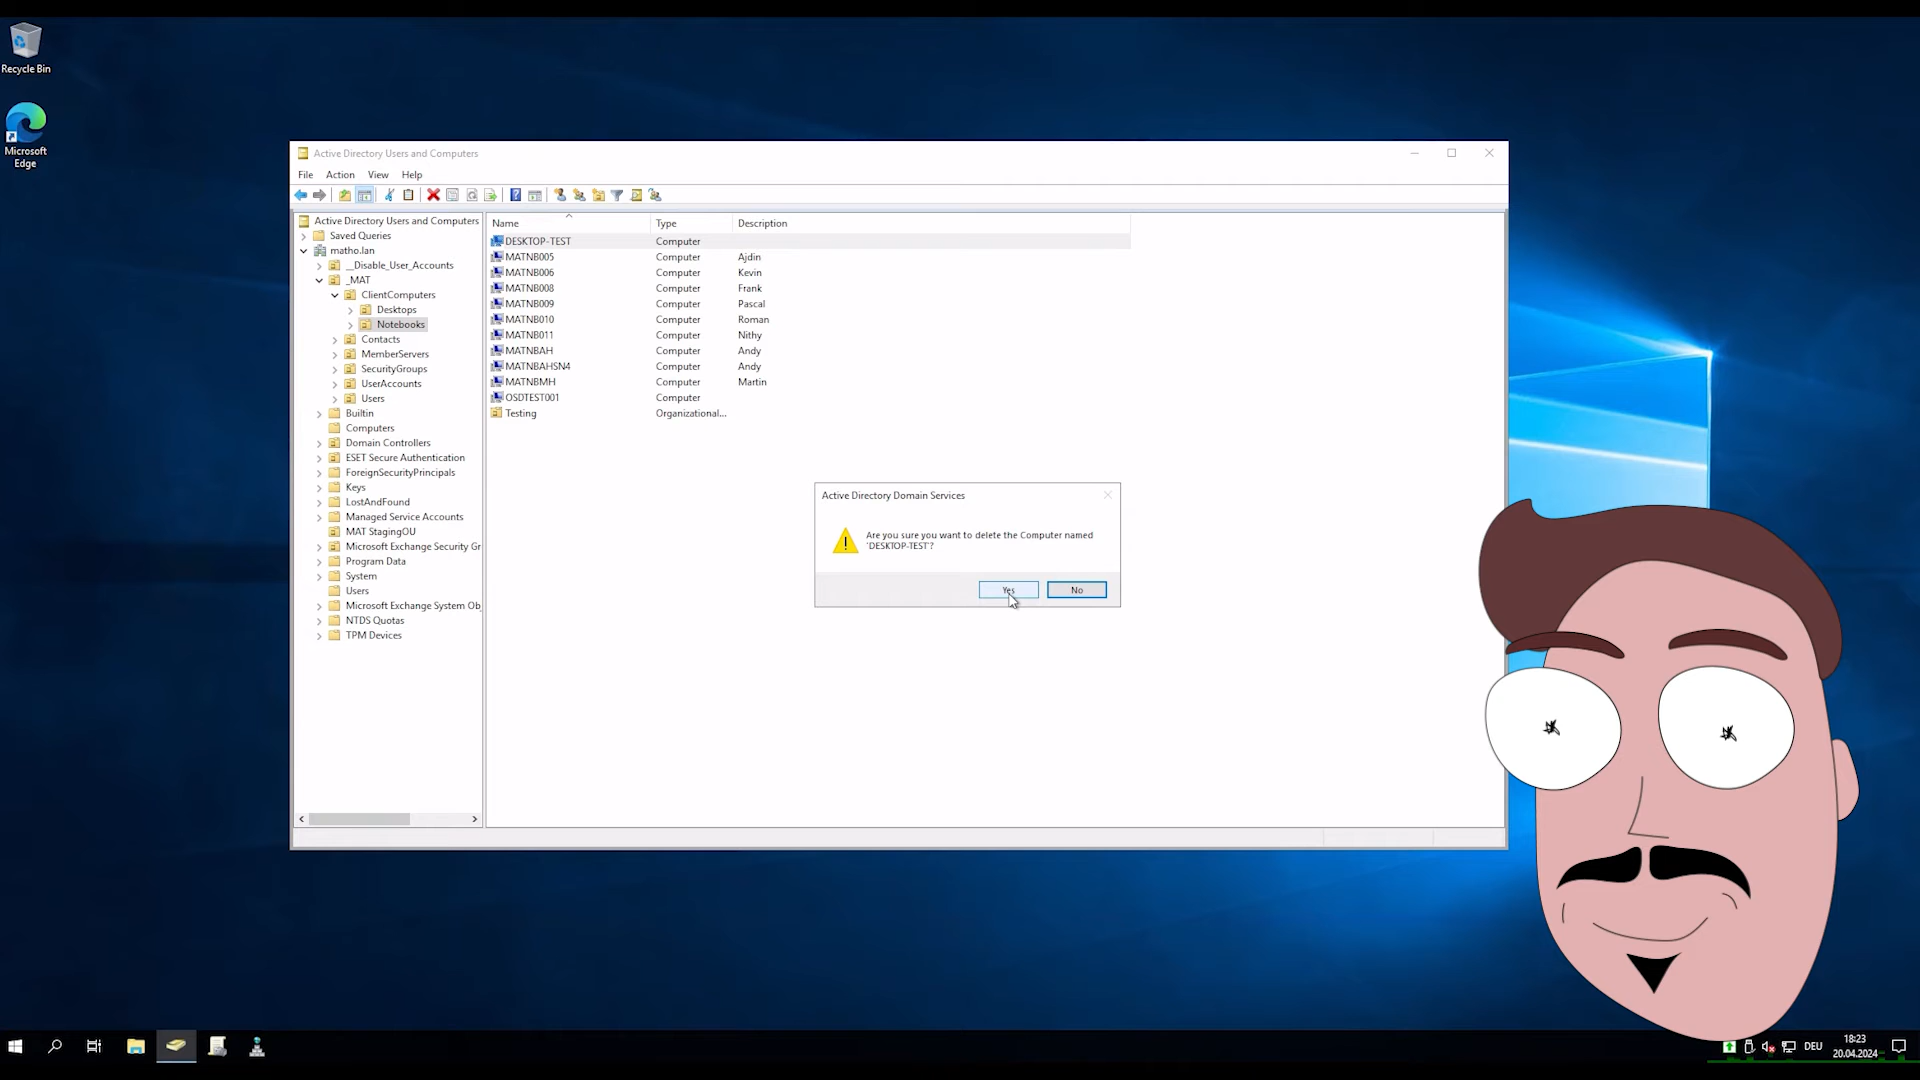 Recycle Bin
Microsoft
Edge
Active Directory Users and Computers
File Action View Help
Active Directory Users and Computers
Saved Queries
matho.lan
__Disable_User_Accounts
_MAT
ClientComputers
Desktops
Notebooks
Contacts
MemberServers
SecurityGroups
UserAccounts
Users
Builtin
Computers
Domain Controllers
ESET Secure Authentication
ForeignSecurityPrincipals
Keys
LostAndFound
Managed Service Accounts
MAT StagingOU
Microsoft Exchange Security Gr
Program Data
System
Users
Microsoft Exchange System Obj
NTDS Quotas
TPM Devices
Name Type Description
DESKTOP-TEST Computer
MATNB005 Computer Ajdin
MATNB006 Computer Kevin
MATNB008 Computer Frank
MATNB009 Computer Pascal
MATNB010 Computer Roman
MATNB011 Computer Nithy
MATNBAH Computer Andy
MATNBAHSN4 Computer Andy
MATNBMH Computer Martin
OSDTEST001 Computer
Testing Organizational...
Active Directory Domain Services
Are you sure you want to delete the Computer named
'DESKTOP-TEST'?
Yes No
DEU
18:23
20.04.2024